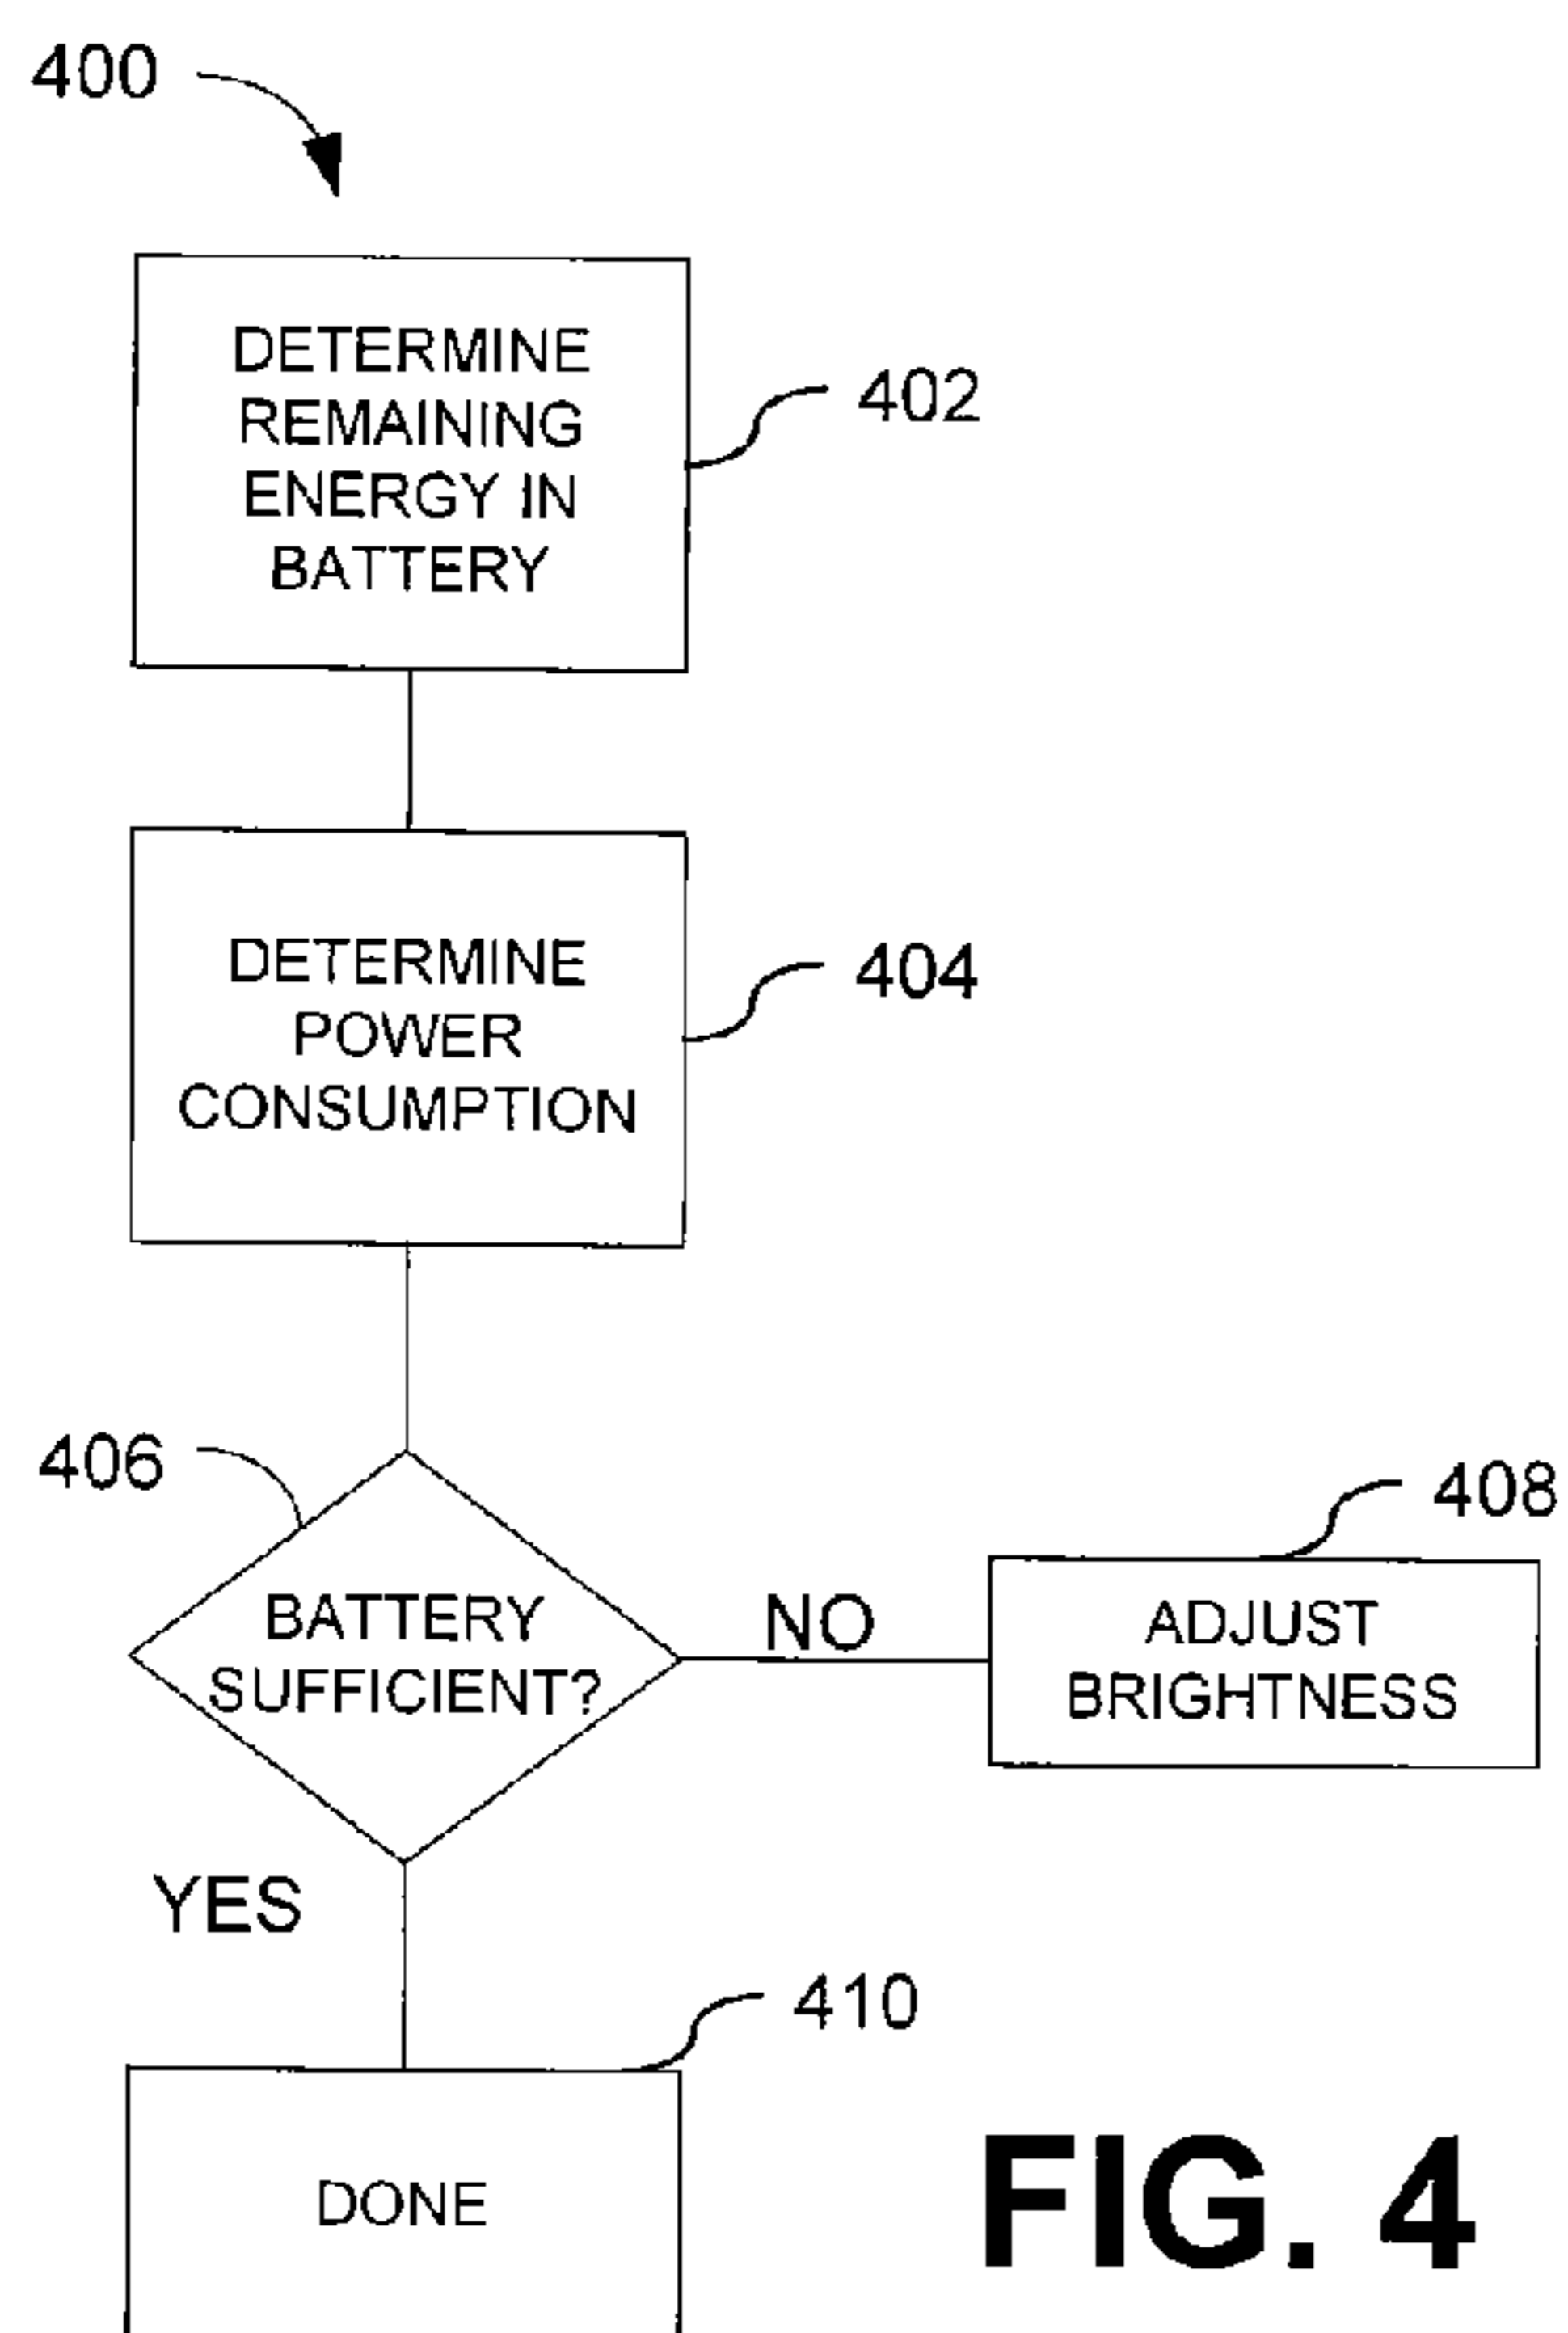 400
DETERMINE
REMAINING
ENERGY IN
BATTERY
402
DETERMINE
POWER
CONSUMPTION
404
406
BATTERY
SUFFICIENT?
NO
408
ADJUST
BRIGHTNESS
YES
410
DONE
FIG. 4